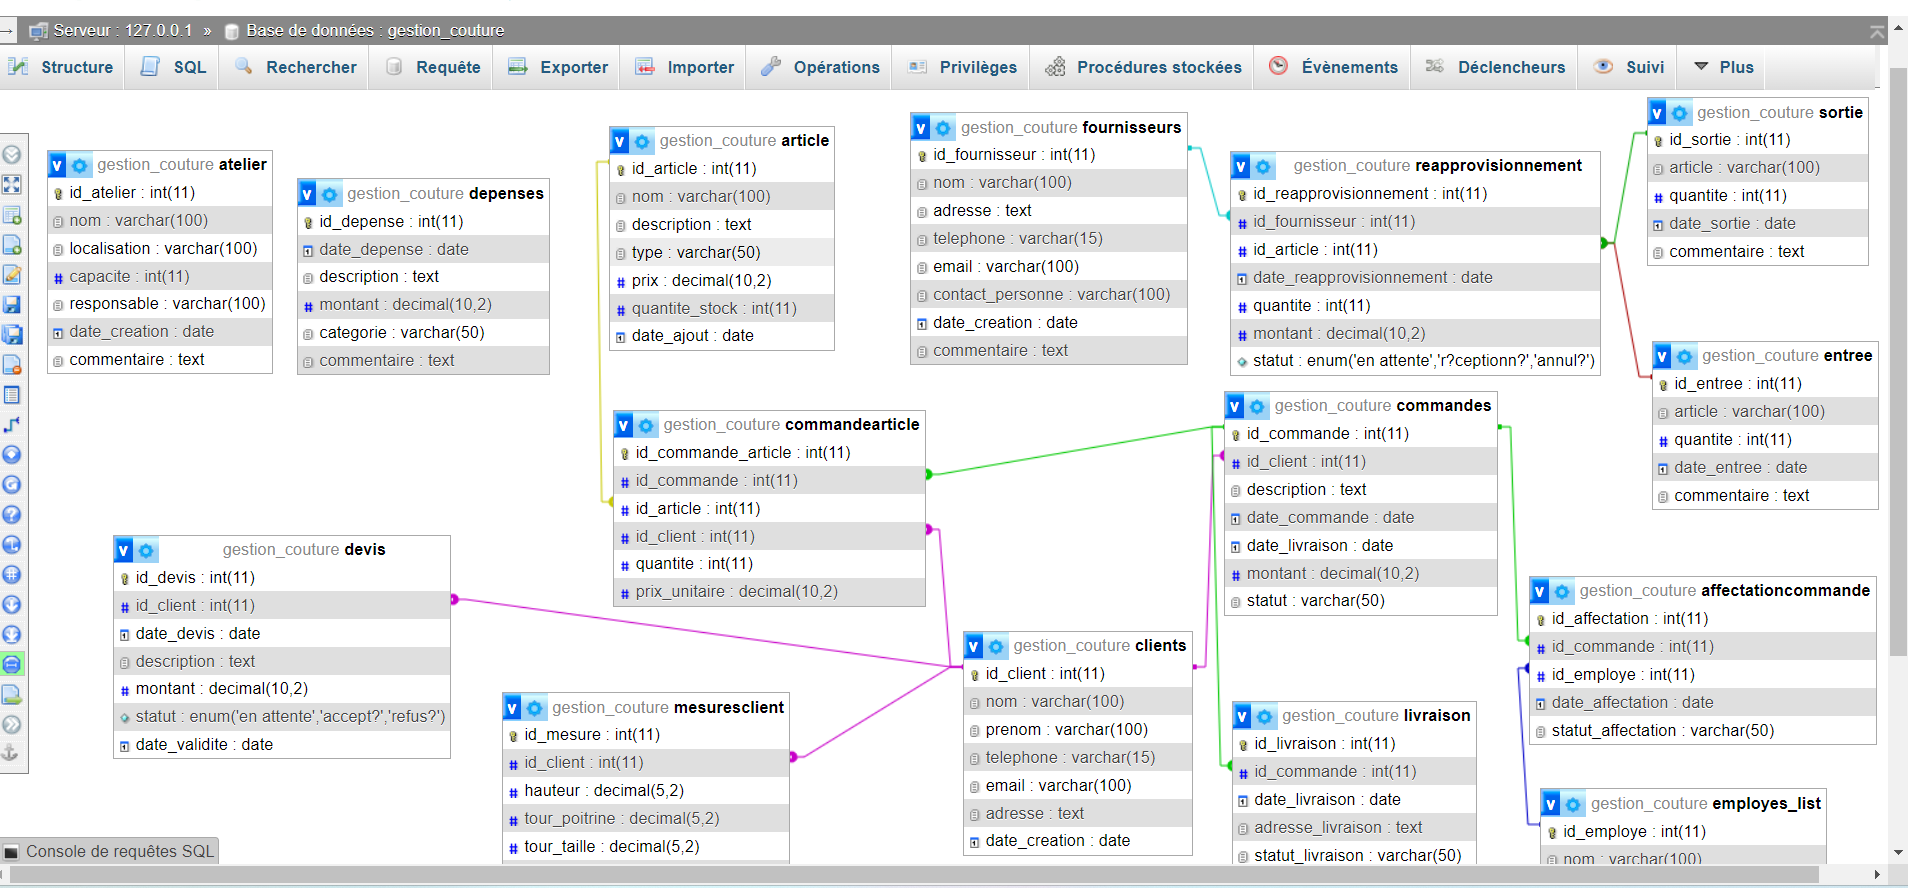 Serveur : 127.0.0.1 » Base de données : gestion_couture
Structure SQL Rechercher Requête Exporter Importer Opérations Privilèges Procédures stockées Évènements Déclencheurs Suivi Plus
gestion_couture atelier
id_atelier : int(11)
nom : varchar(100)
localisation : varchar(100)
capacite : int(11)
responsable : varchar(100)
date_creation : date
commentaire : text
gestion_couture depenses
id_depense : int(11)
date_depense : date
description : text
montant : decimal(10,2)
categorie : varchar(50)
commentaire : text
gestion_couture article
id_article : int(11)
nom : varchar(100)
description : text
type : varchar(50)
prix : decimal(10,2)
quantite_stock : int(11)
date_ajout : date
gestion_couture fournisseurs
id_fournisseur : int(11)
nom : varchar(100)
adresse : text
telephone : varchar(15)
email : varchar(100)
contact_personne : varchar(100)
date_creation : date
commentaire : text
gestion_couture reapprovisionnement
id_reapprovisionnement : int(11)
id_fournisseur : int(11)
id_article : int(11)
date_reapprovisionnement : date
quantite : int(11)
montant : decimal(10,2)
statut : enum('en attente','r?ceptionn?','annul?')
gestion_couture sortie
id_sortie : int(11)
article : varchar(100)
quantite : int(11)
date_sortie : date
commentaire : text
gestion_couture entree
id_entree : int(11)
article : varchar(100)
quantite : int(11)
date_entree : date
commentaire : text
gestion_couture commandearticle
id_commande_article : int(11)
id_commande : int(11)
id_article : int(11)
id_client : int(11)
quantite : int(11)
prix_unitaire : decimal(10,2)
gestion_couture commandes
id_commande : int(11)
id_client : int(11)
description : text
date_commande : date
date_livraison : date
montant : decimal(10,2)
statut : varchar(50)
gestion_couture devis
id_devis : int(11)
id_client : int(11)
date_devis : date
description : text
montant : decimal(10,2)
statut : enum('en attente','accept?','refus?')
date_validite : date
gestion_couture mesuresclient
id_mesure : int(11)
id_client : int(11)
hauteur : decimal(5,2)
tour_poitrine : decimal(5,2)
tour_taille : decimal(5,2)
gestion_couture clients
id_client : int(11)
nom : varchar(100)
prenom : varchar(100)
telephone : varchar(15)
email : varchar(100)
adresse : text
date_creation : date
gestion_couture livraison
id_livraison : int(11)
id_commande : int(11)
date_livraison : date
adresse_livraison : text
statut_livraison : varchar(50)
gestion_couture affectationcommande
id_affectation : int(11)
id_commande : int(11)
id_employe : int(11)
date_affectation : date
statut_affectation : varchar(50)
gestion_couture employes_list
id_employe : int(11)
nom : varchar(100)
Console de requêtes SQL